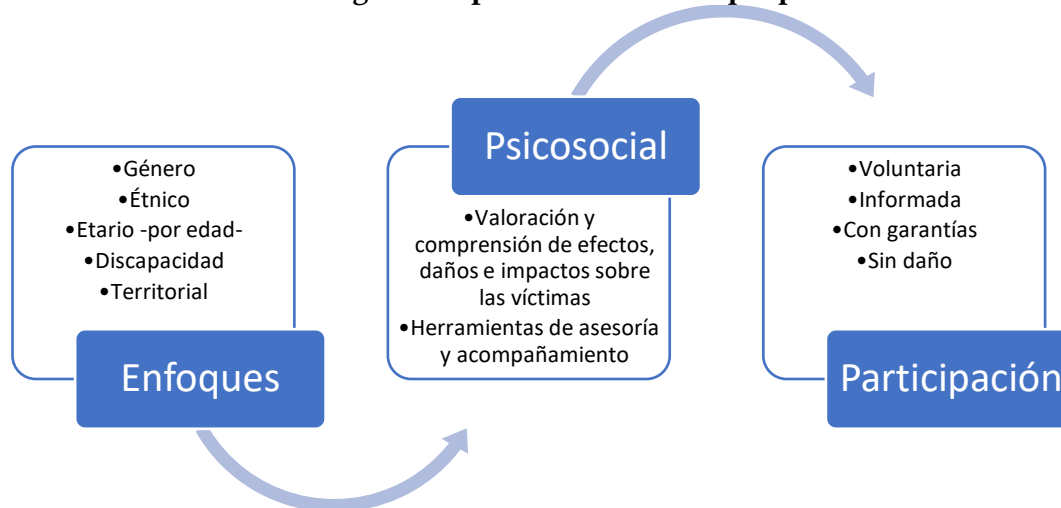 •Género
•Étnico
•Etario -por edad-
•Discapacidad
•Territorial
Enfoques
Psicosocial
•Valoración y
comprensión de efectos,
daños e impactos sobre
las víctimas
•Herramientas de asesoría
y acompañamiento
•Voluntaria
•Informada
•Con garantías
•Sin daño
Participación